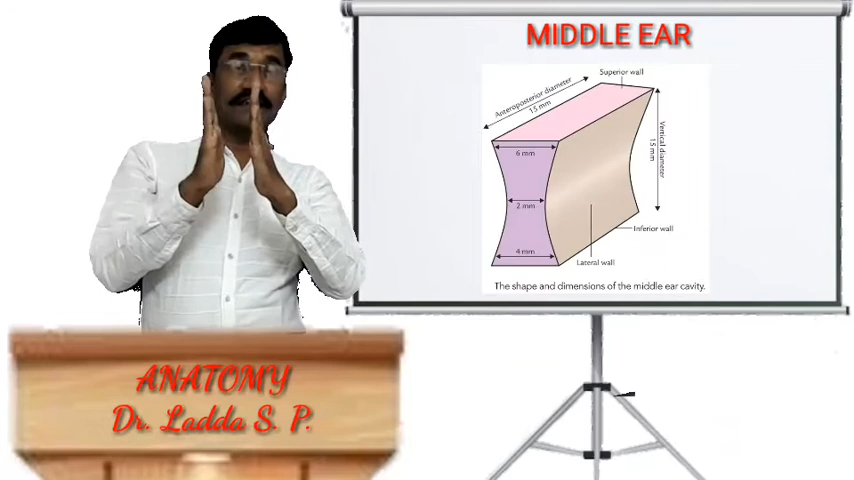 MIDDLE EAR
Superior wall
Anteroposterior diameter
15 mm
6 mm
Vertical diameter
15 mm
2 mm
Inferior wall
4 mm
Lateral wall
The shape and dimensions of the middle ear cavity.
ANATOMY
Dr. Ladda S. P.